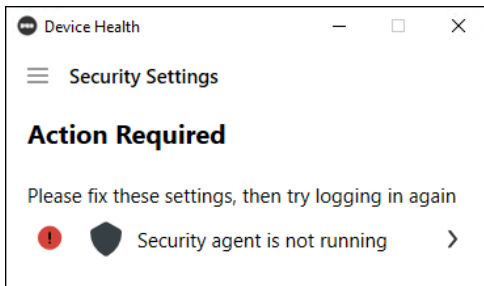 Device Health
Security Settings
Action Required
Please fix these settings, then try logging in again
Security agent is not running